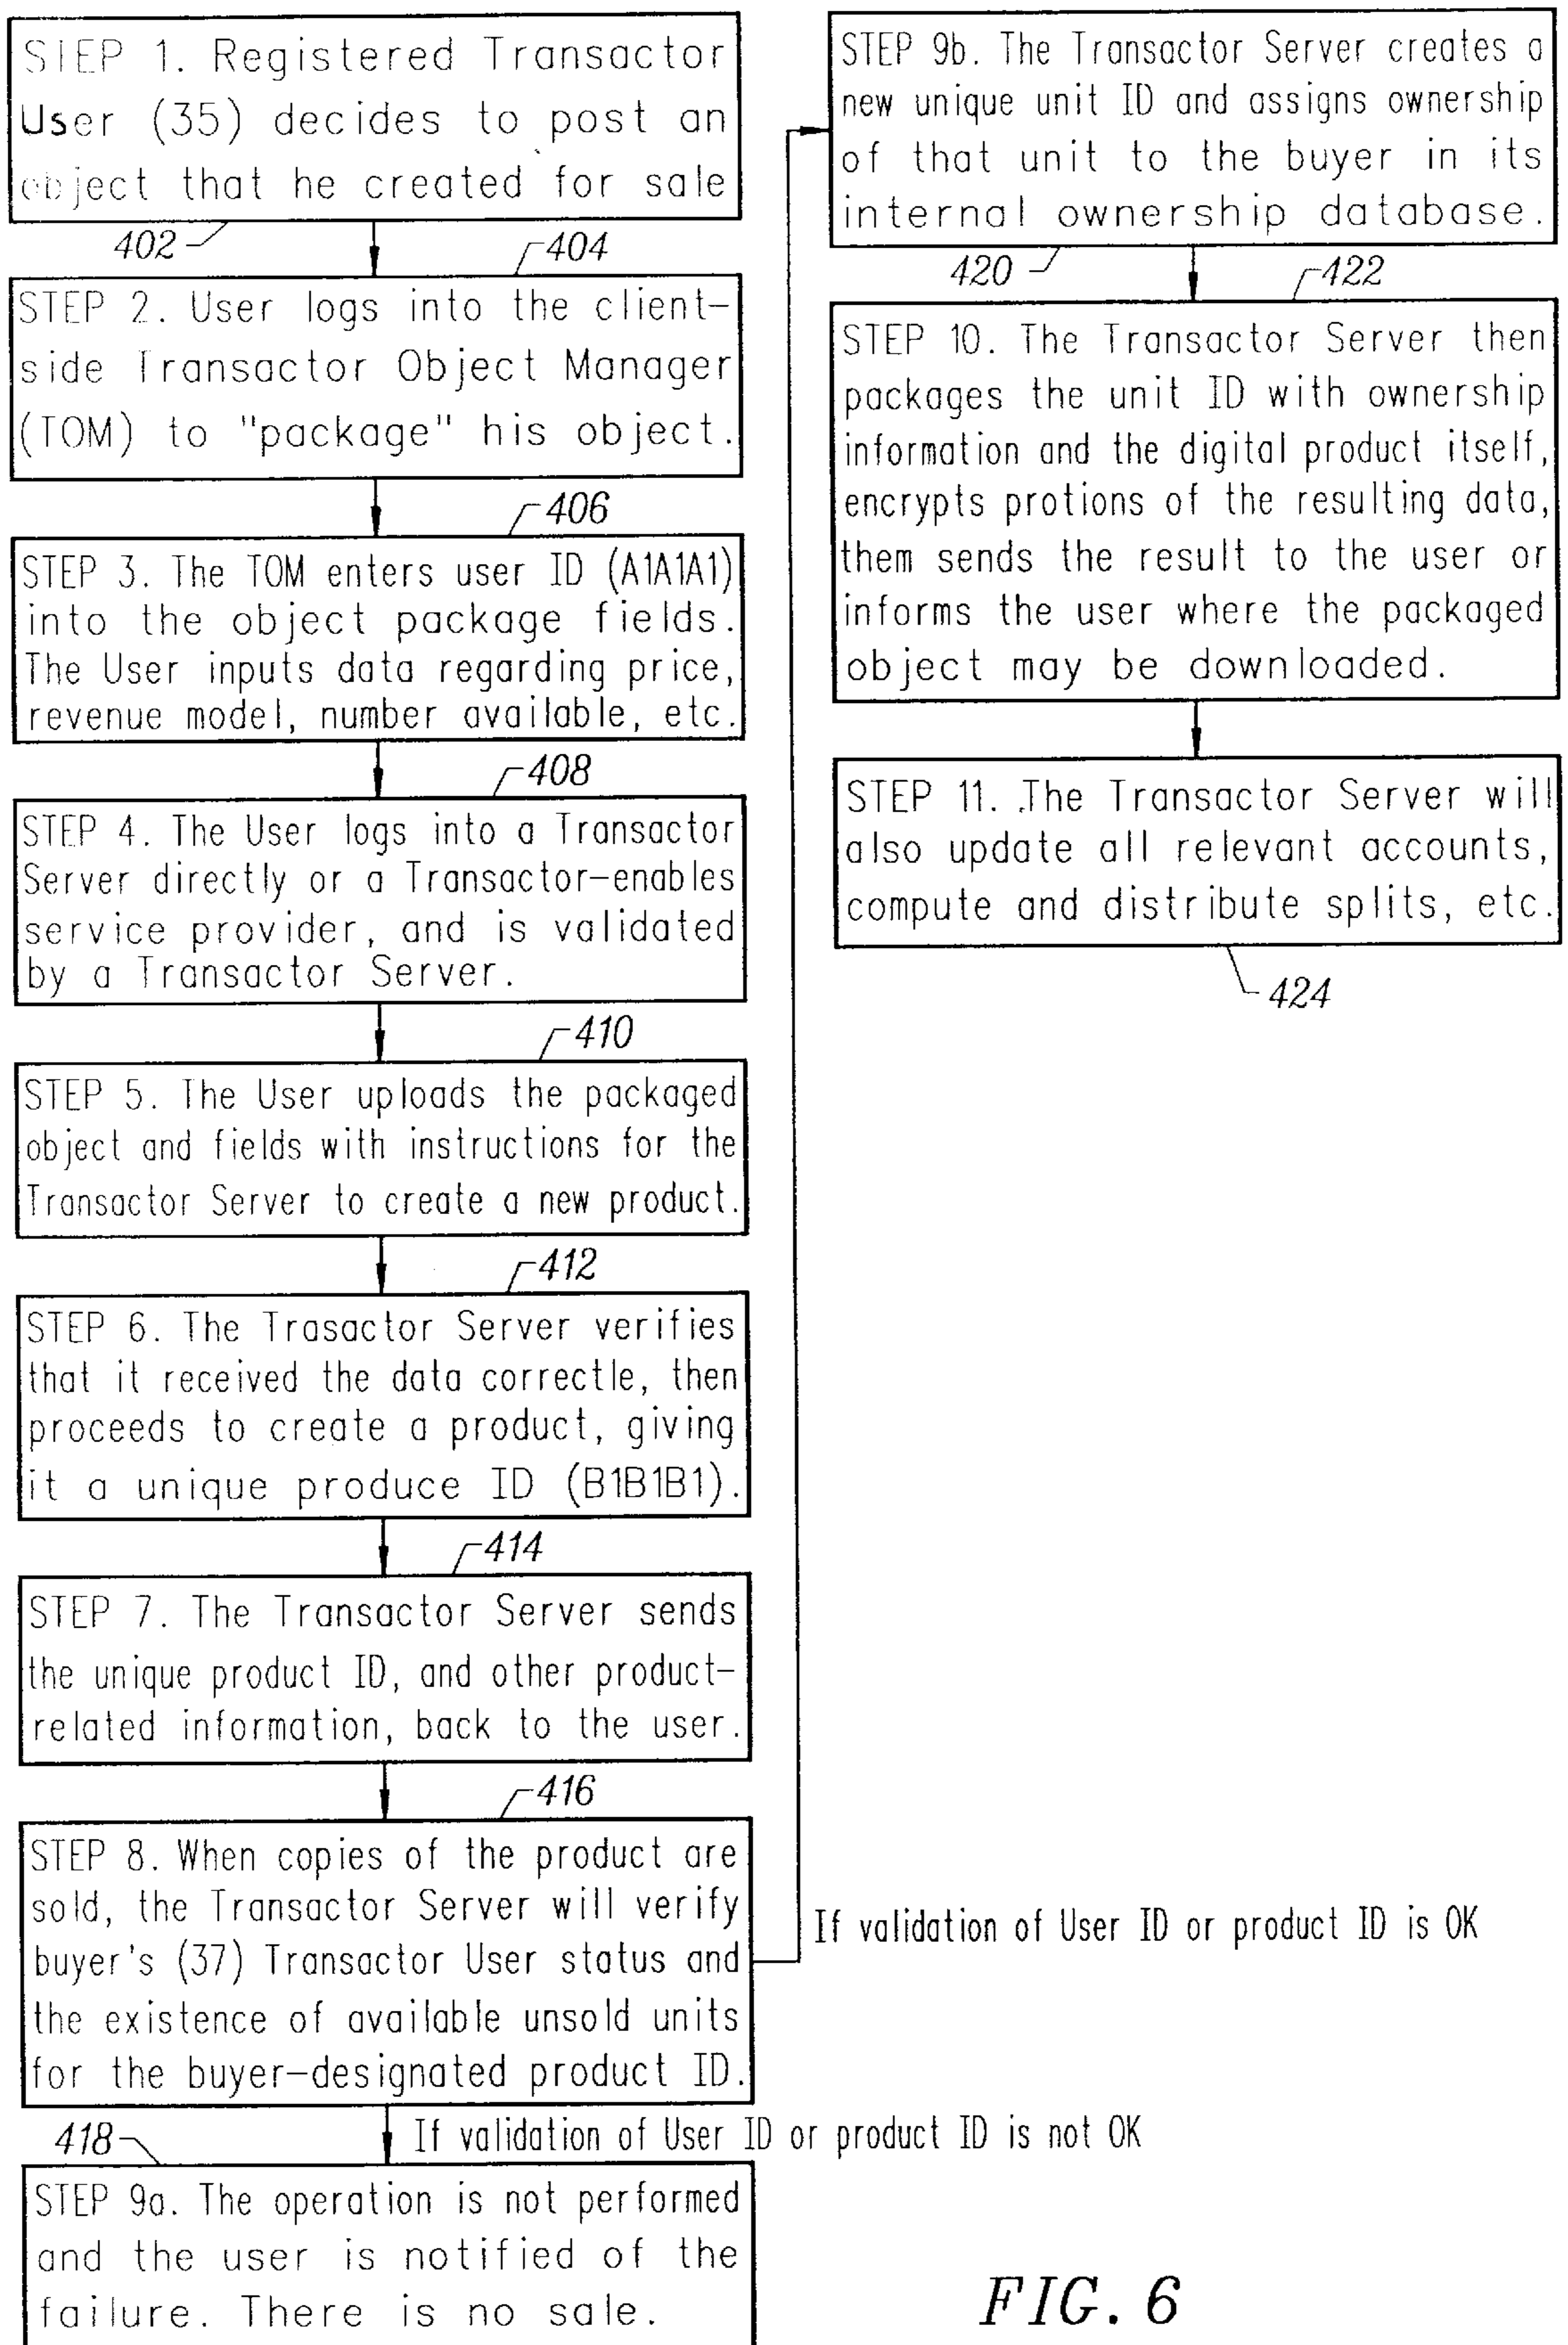 STEP 1. Registered Transactor
User (35) decides to post an
object that he created for sale
402
404
STEP 2. User logs into the client-
side Transactor Object Manager
(TOM) to "package" his object.
406
STEP 3. The TOM enters user ID (A1A1A1)
into the object package fields.
The User inputs data regarding price,
revenue model, number available, etc.
408
STEP 4. The User logs into a Transactor
Server directly or a Transactor-enables
service provider, and is validated
by a Transactor Server.
410
STEP 5. The User uploads the packaged
object and fields with instructions for the
Transactor Server to create a new product.
412
STEP 6. The Trasactor Server verifies
that it received the data correctle, then
proceeds to create a product, giving
it a unique produce ID (B1B1B1).
414
STEP 7. The Transactor Server sends
the unique product ID, and other product-
related information, back to the user.
416
STEP 8. When copies of the product are
sold, the Transactor Server will verify
buyer's (37) Transactor User status and
the existence of available unsold units
for the buyer-designated product ID.
If validation of User ID or product ID is OK
418
If validation of User ID or product ID is not OK
STEP 9a. The operation is not performed
and the user is notified of the
failure. There is no sale.
STEP 9b. The Transactor Server creates a
new unique unit ID and assigns ownership
of that unit to the buyer in its
internal ownership database.
420
422
STEP 10. The Transactor Server then
packages the unit ID with ownership
information and the digital product itself,
encrypts protions of the resulting data,
them sends the result to the user or
informs the user where the packaged
object may be downloaded.
STEP 11. The Transactor Server will
also update all relevant accounts,
compute and distribute splits, etc.
424
FIG. 6